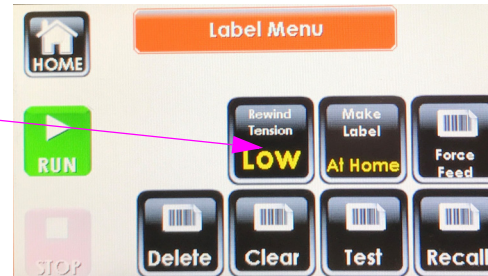 Label Menu
HOME
Rewind
Tension
LOW
Make
Label
At Home
Force
Feed
RUN
Delete
Clear
Test
Recall
STOP